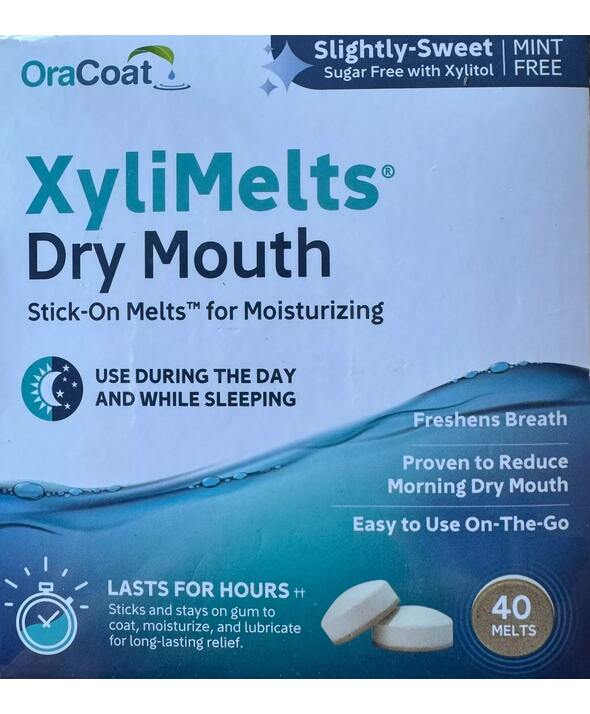 OraCoat
Slightly-Sweet
Sugar Free with Xylitol
MINT
FREE
XyliMelts®
Dry Mouth
Stick-On Melts™ for Moisturizing
USE DURING THE DAY
AND WHILE SLEEPING
Freshens Breath
Proven to Reduce
Morning Dry Mouth
Easy to Use On-The-Go
LASTS FOR HOURS ††
Sticks and stays on gum to
coat, moisturize, and lubricate
for long-lasting relief.
40
MELTS